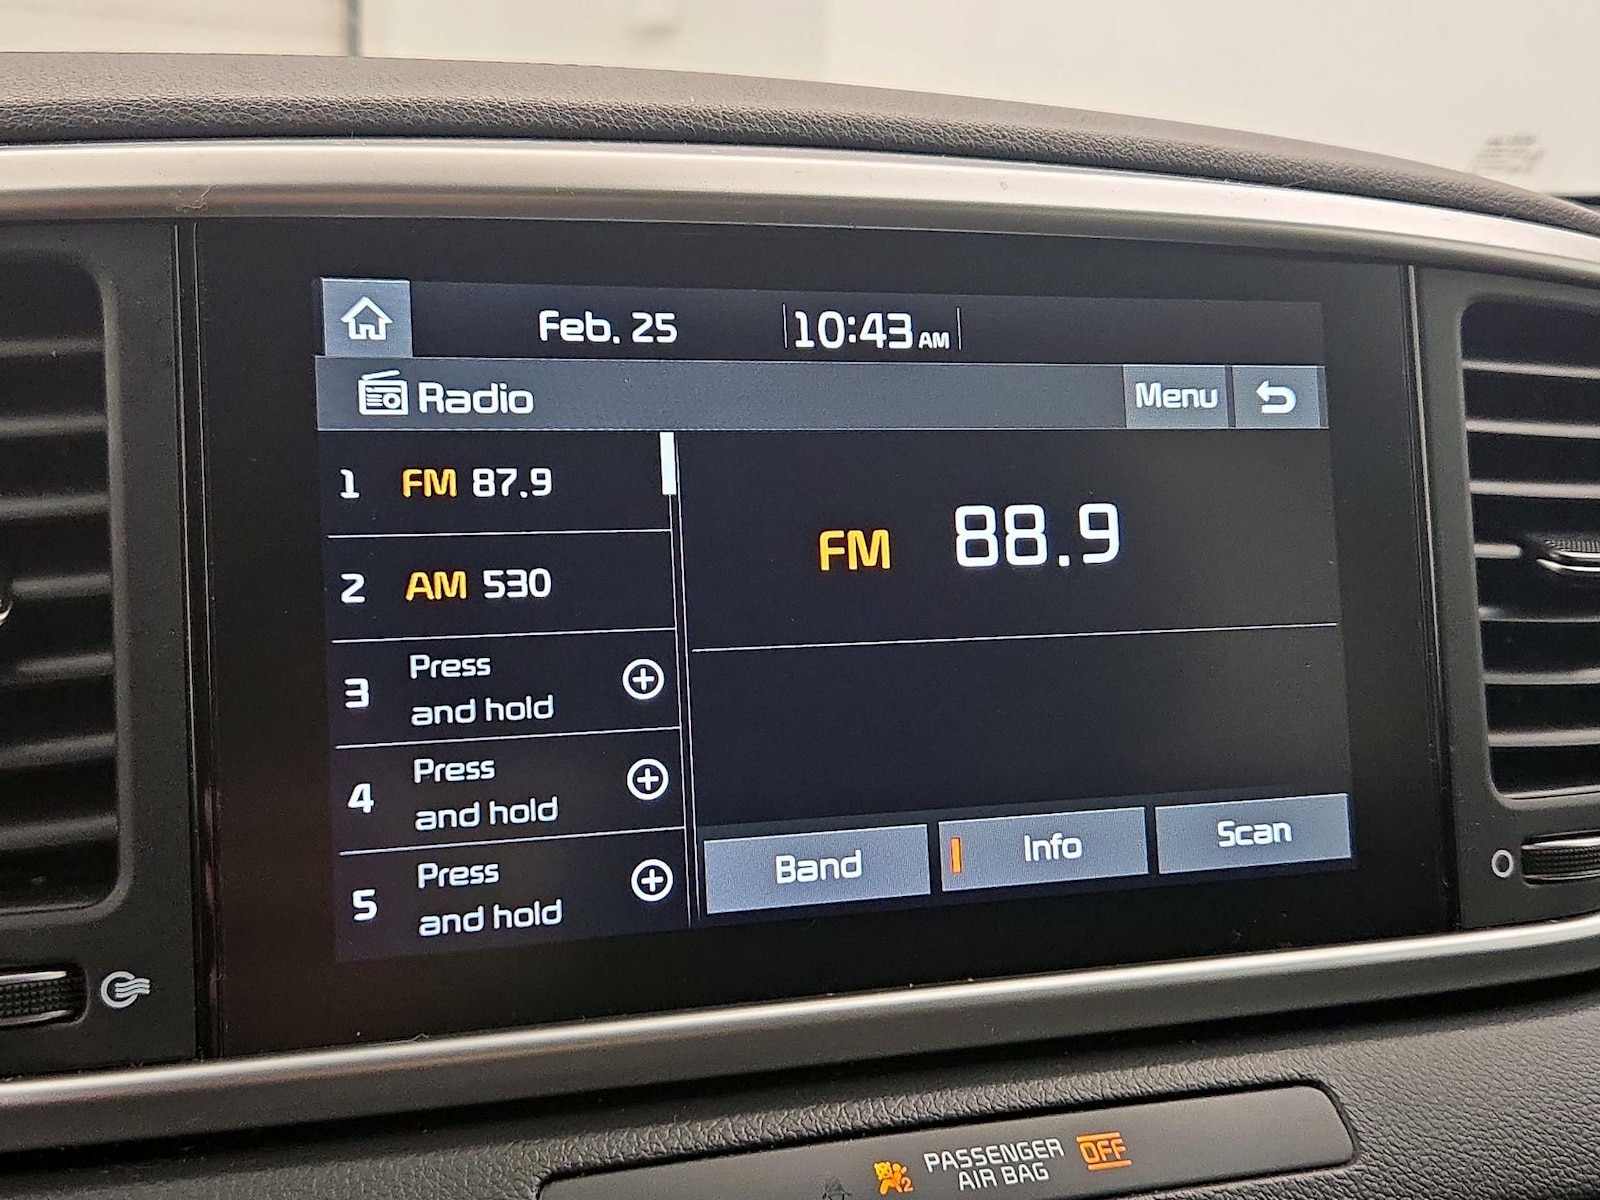 Feb. 25 10:43 AM
Radio Menu
1 FM 87.9
2 AM 530
3 Press
and hold
4 Press
and hold
5 Press
and hold
FM 88.9
Band Info Scan
PASSENGER
AIR BAG
OFF
2